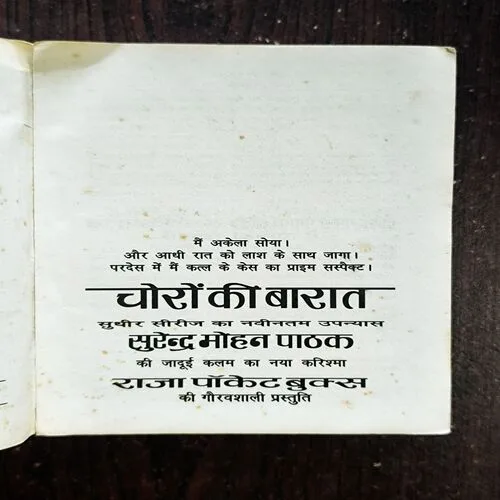 मैं अकेला सोया।
और आधी रात को लाश के साथ जागा।
परदेस में मैं कत्ल के केस का प्राइम सस्पैक्ट।
चोरों की बारात
सुधीर सीरीज का नवीनतम उपन्यास
सुरेन्द्र मोहन पाठक
की जादूई कलम का नया करिश्मा
राजा पॉकेट बुक्स
की गौरवशाली प्रस्तुति